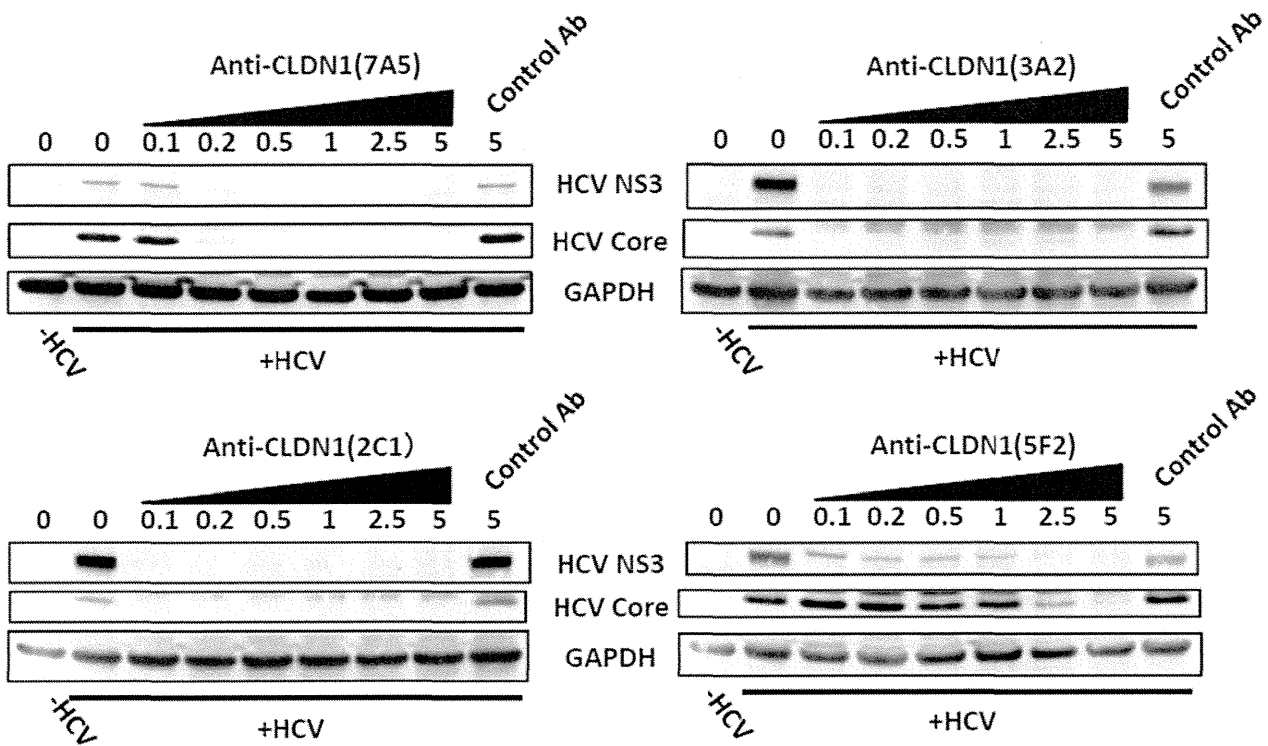 Anti-CLDN1(7A5)
Control Ab
0 0 0.1 0.2 0.5 1 2.5 5 5
Anti-CLDN1(3A2)
Control Ab
0 0 0.1 0.2 0.5 1 2.5 5 5
HCV NS3
HCV Core
GAPDH
-HCV
+HCV
-HCV
+HCV
Anti-CLDN1(2C1)
Control Ab
0 0 0.1 0.2 0.5 1 2.5 5 5
Anti-CLDN1(5F2)
Control Ab
0 0 0.1 0.2 0.5 1 2.5 5 5
HCV NS3
HCV Core
GAPDH
-HCV
+HCV
-HCV
+HCV